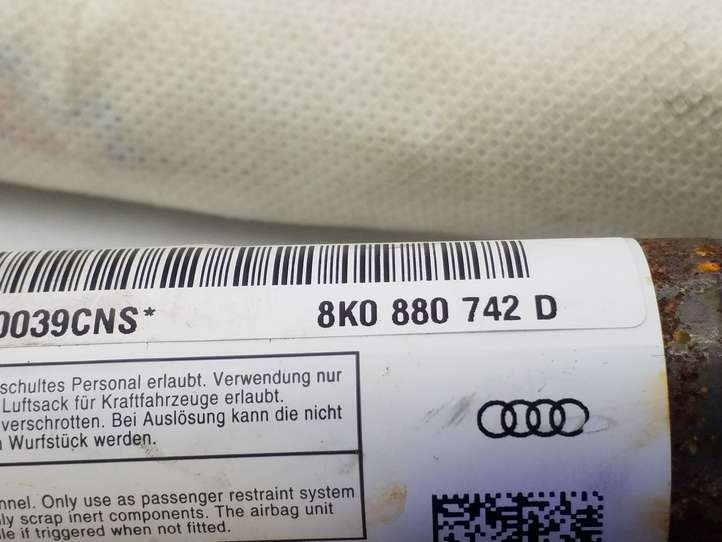 0039CNS*
8K0 880 742 D
schultes Personal erlaubt. Verwendung nur
Luftsack für Kraftfahrzeuge erlaubt.
verschrotten. Bei Auslösung kann die nicht
Wurfstück werden.
nnel. Only use as passenger restraint system
ly scrap inert components. The airbag unit
le if triggered when not fitted.